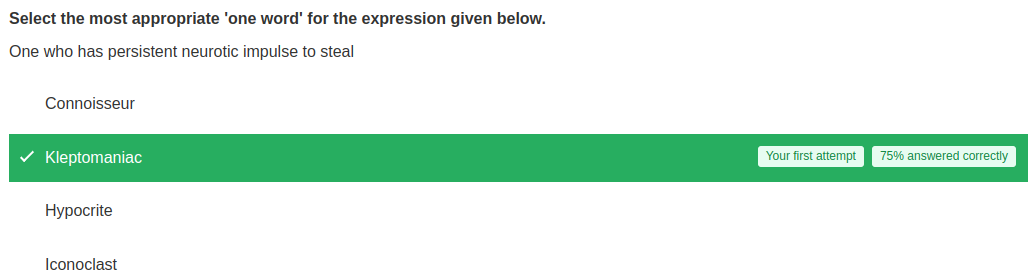 Select the most appropriate 'one word' for the expression given below.
One who has persistent neurotic impulse to steal
Connoisseur
Kleptomaniac Your first attempt 75% answered correctly
Hypocrite
Iconoclast